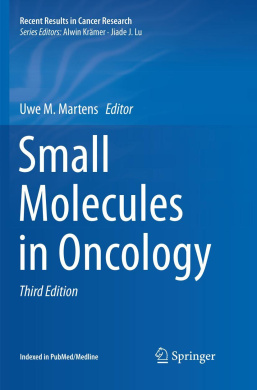 Recent Results in Cancer Research
Series Editors: Alwin Krämer · Jiade J. Lu
Uwe M. Martens Editor
Small
Molecules
in Oncology
Third Edition
Indexed in PubMed/Medline
Springer